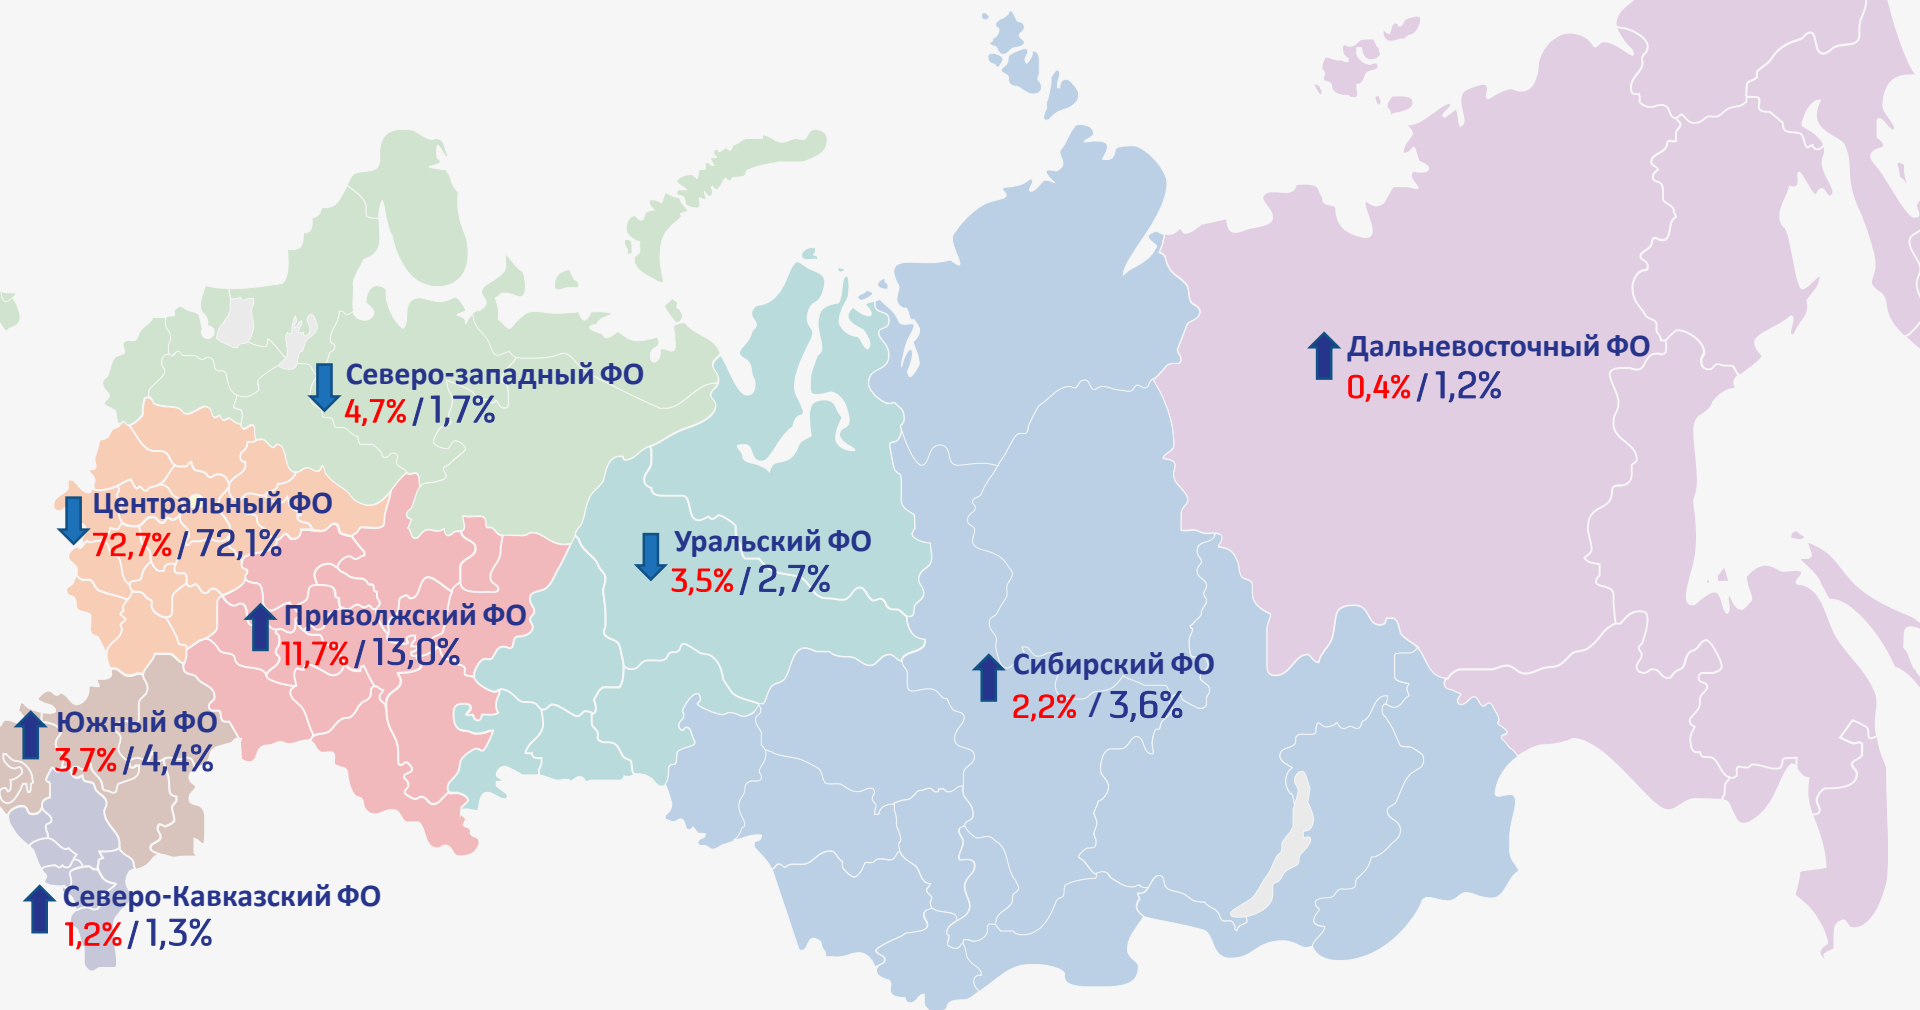 Дальневосточный ФО
0,4% / 1,2%
Северо-западный ФО
4,7% / 1,7%
Центральный ФО
72,7% / 72,1%
Уральский ФО
3,5% / 2,7%
Приволжский ФО
11,7% / 13,0%
Сибирский ФО
2,2% / 3,6%
Южный ФО
3,7% / 4,4%
Северо-Кавказский ФО
1,2% / 1,3%